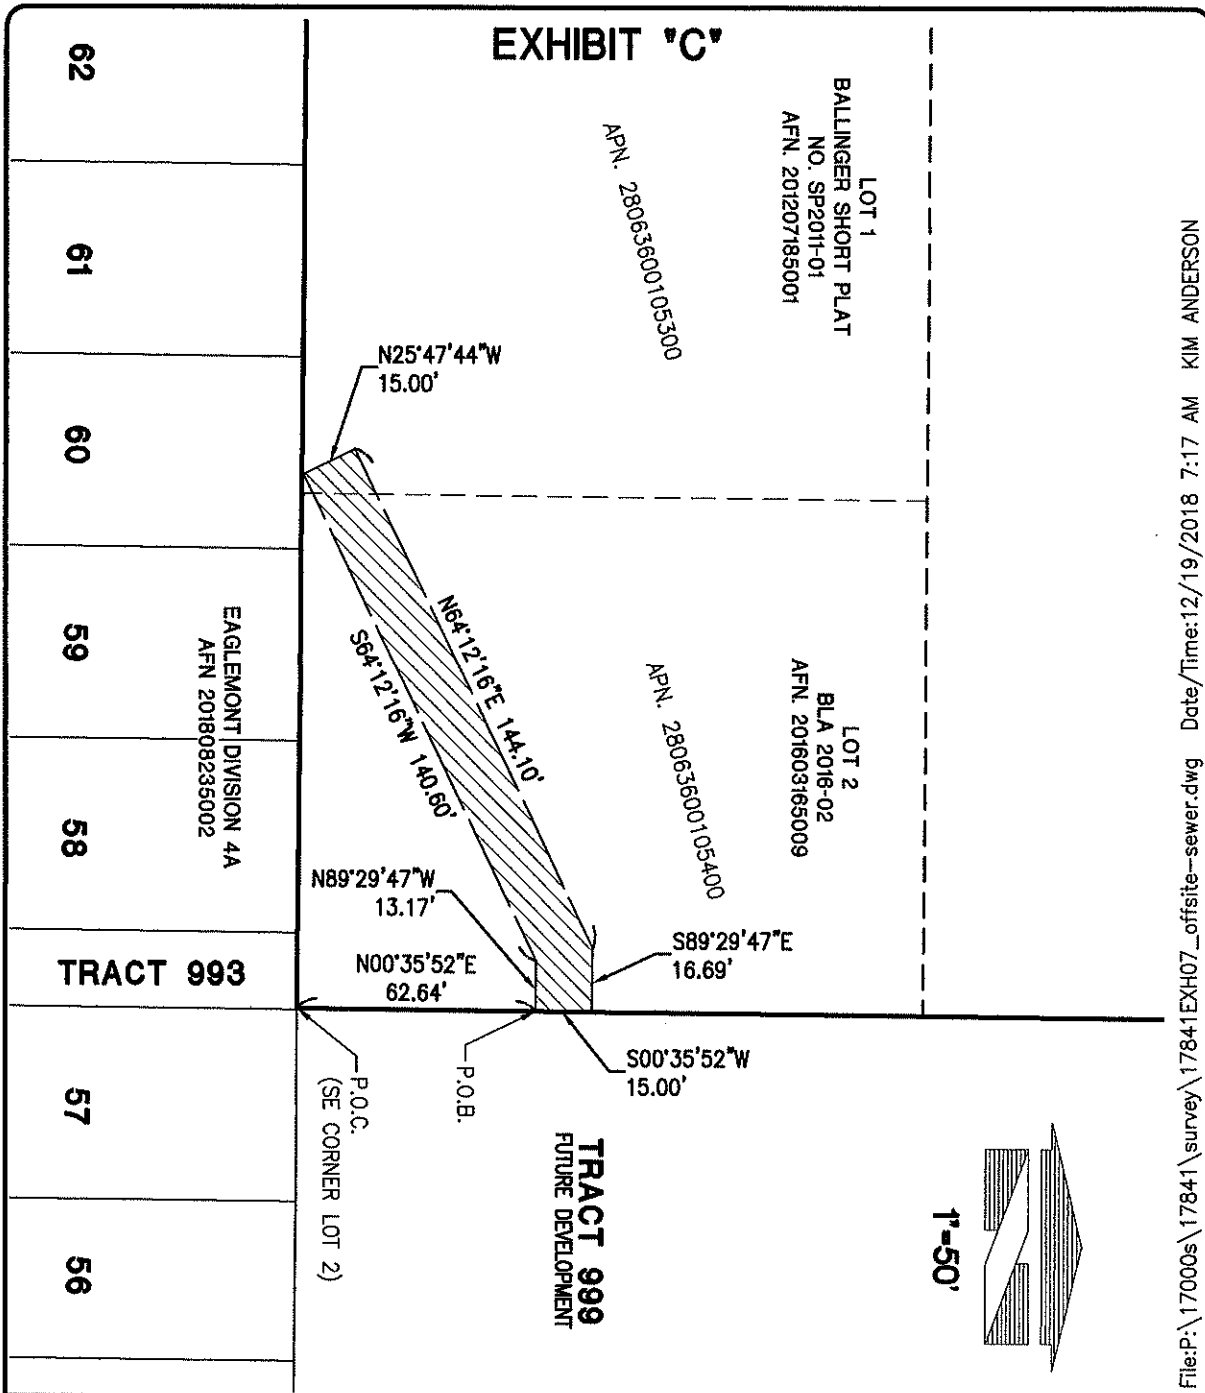 EXHIBIT "C"
File:P:\17000s\17841\survey\17841EXH07_offsite-sewer.dwg Date/Time:12/19/2018 7:17 AM KIM ANDERSON
LOT 1
BALLINGER SHORT PLAT
NO. SP2011-01
AFN. 201207185001
APN. 28063600105300
LOT 2
BLA 2016-02
AFN. 201603165009
APN. 28063600105400
N25°47'44"W
15.00'
N64°12'16"E 144.10'
S64°12'16"W 140.60'
N89°29'47"W
13.17'
S89°29'47"E
16.69'
N00°35'52"E
62.64'
S00°35'52"W
15.00'
P.O.B.
P.O.C.
(SE CORNER LOT 2)
TRACT 999
FUTURE DEVELOPMENT
1"=50'
EAGLEMONT DIVISION 4A
AFN 201808235002
62
61
60
59
58
TRACT 993
57
56